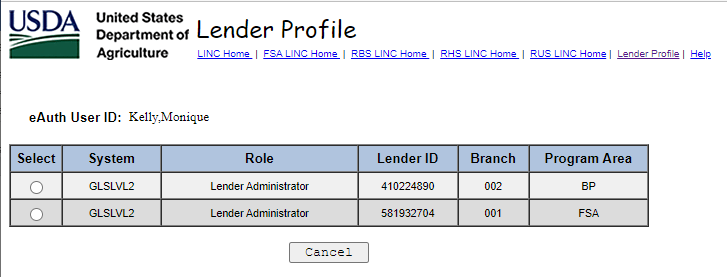 USDA
United States
Department of
Agriculture
Lender Profile
LINC Home | FSA LINC Home | RBS LINC Home | RHS LINC Home | RUS LINC Home | Lender Profile | Help
eAuth User ID: Kelly,Monique
Select System Role Lender ID Branch Program Area
GLSLVL2 Lender Administrator 410224890 002 BP
GLSLVL2 Lender Administrator 581932704 001 FSA
Cancel